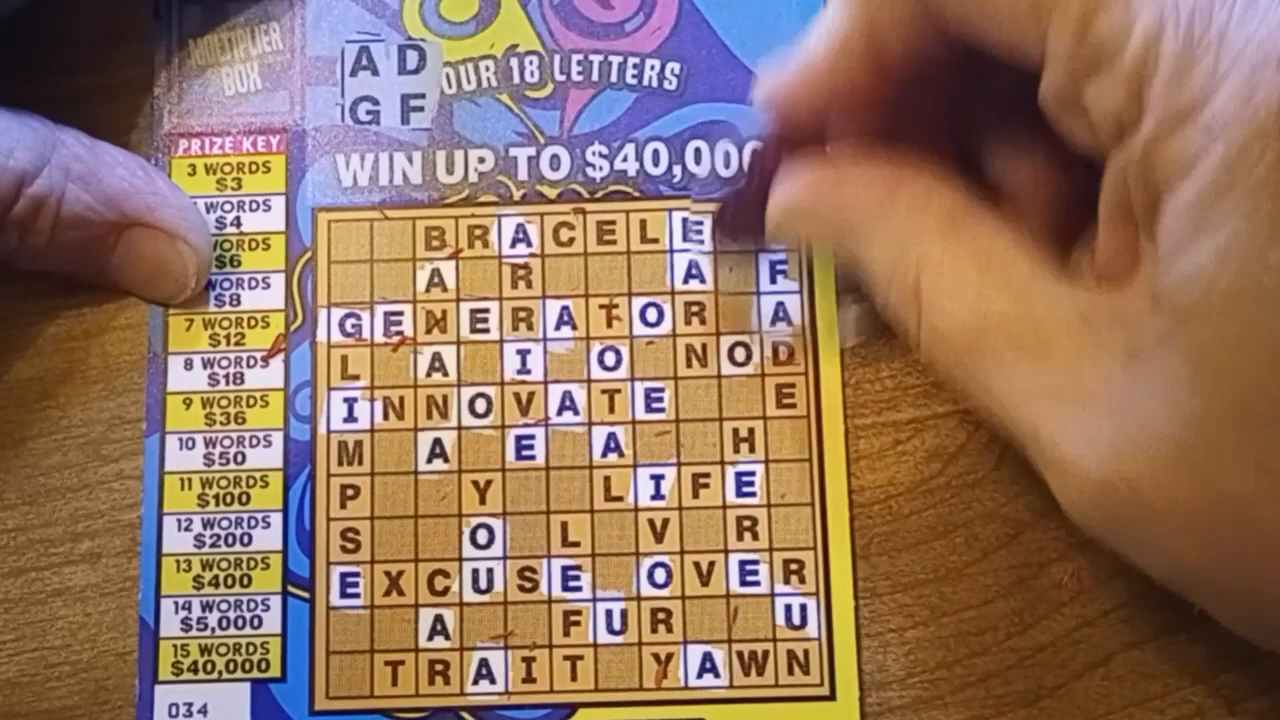 MULTIPLIER
BOX
A D
G F
OUR 18 LETTERS
WIN UP TO $40,000
PRIZE KEY
3 WORDS
$3
WORDS
$4
WORDS
$6
WORDS
$8
7 WORDS
$12
8 WORDS
$18
9 WORDS
$36
10 WORDS
$50
11 WORDS
$100
12 WORDS
$200
13 WORDS
$400
14 WORDS
$5,000
15 WORDS
$40,000
034
B R A C E L E
A R A F
G E N E R A T O R A
L A I O N O D
I N N O V A T E E
M A E A H
P Y L I F E
S O L V R
E X C U S E O V E R
A F U R U
T R A I T Y A W N